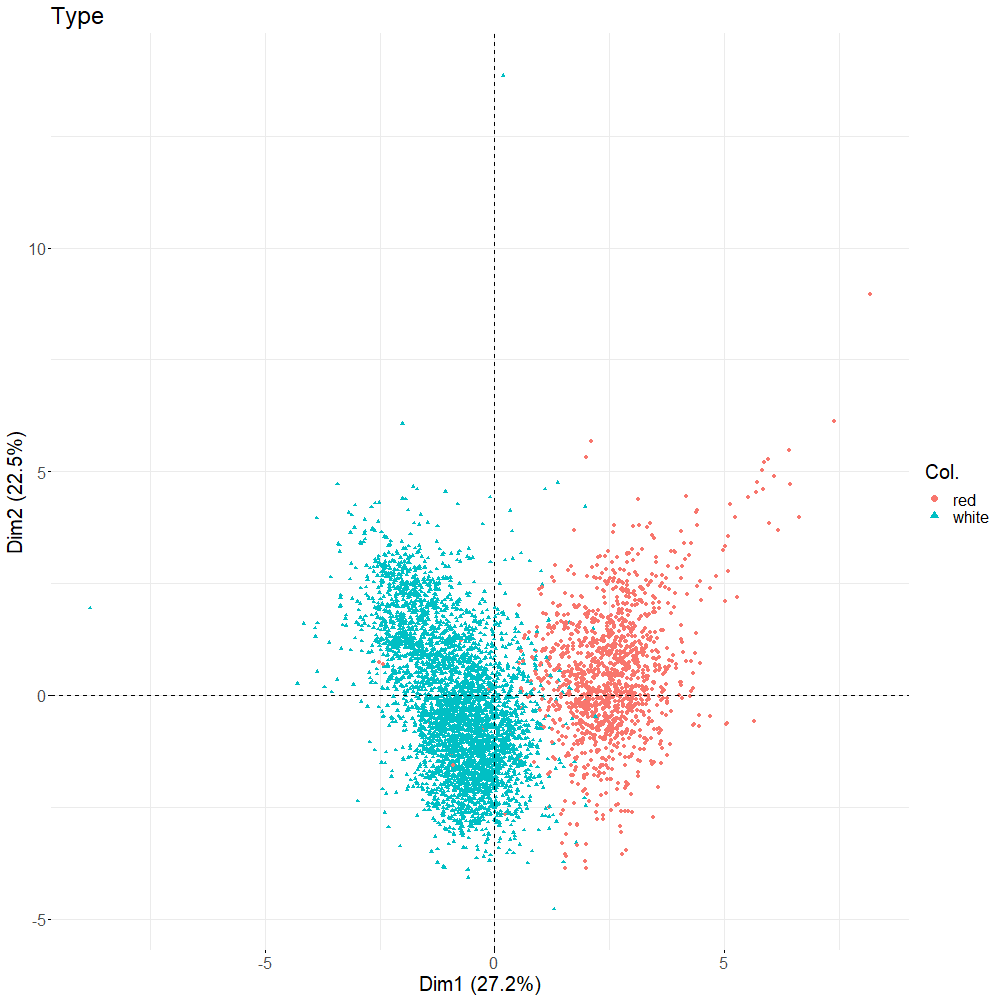 Type
10
5
0
-5
Dim2 (22.5%)
-5
0
5
Dim1 (27.2%)
Col.
red
white